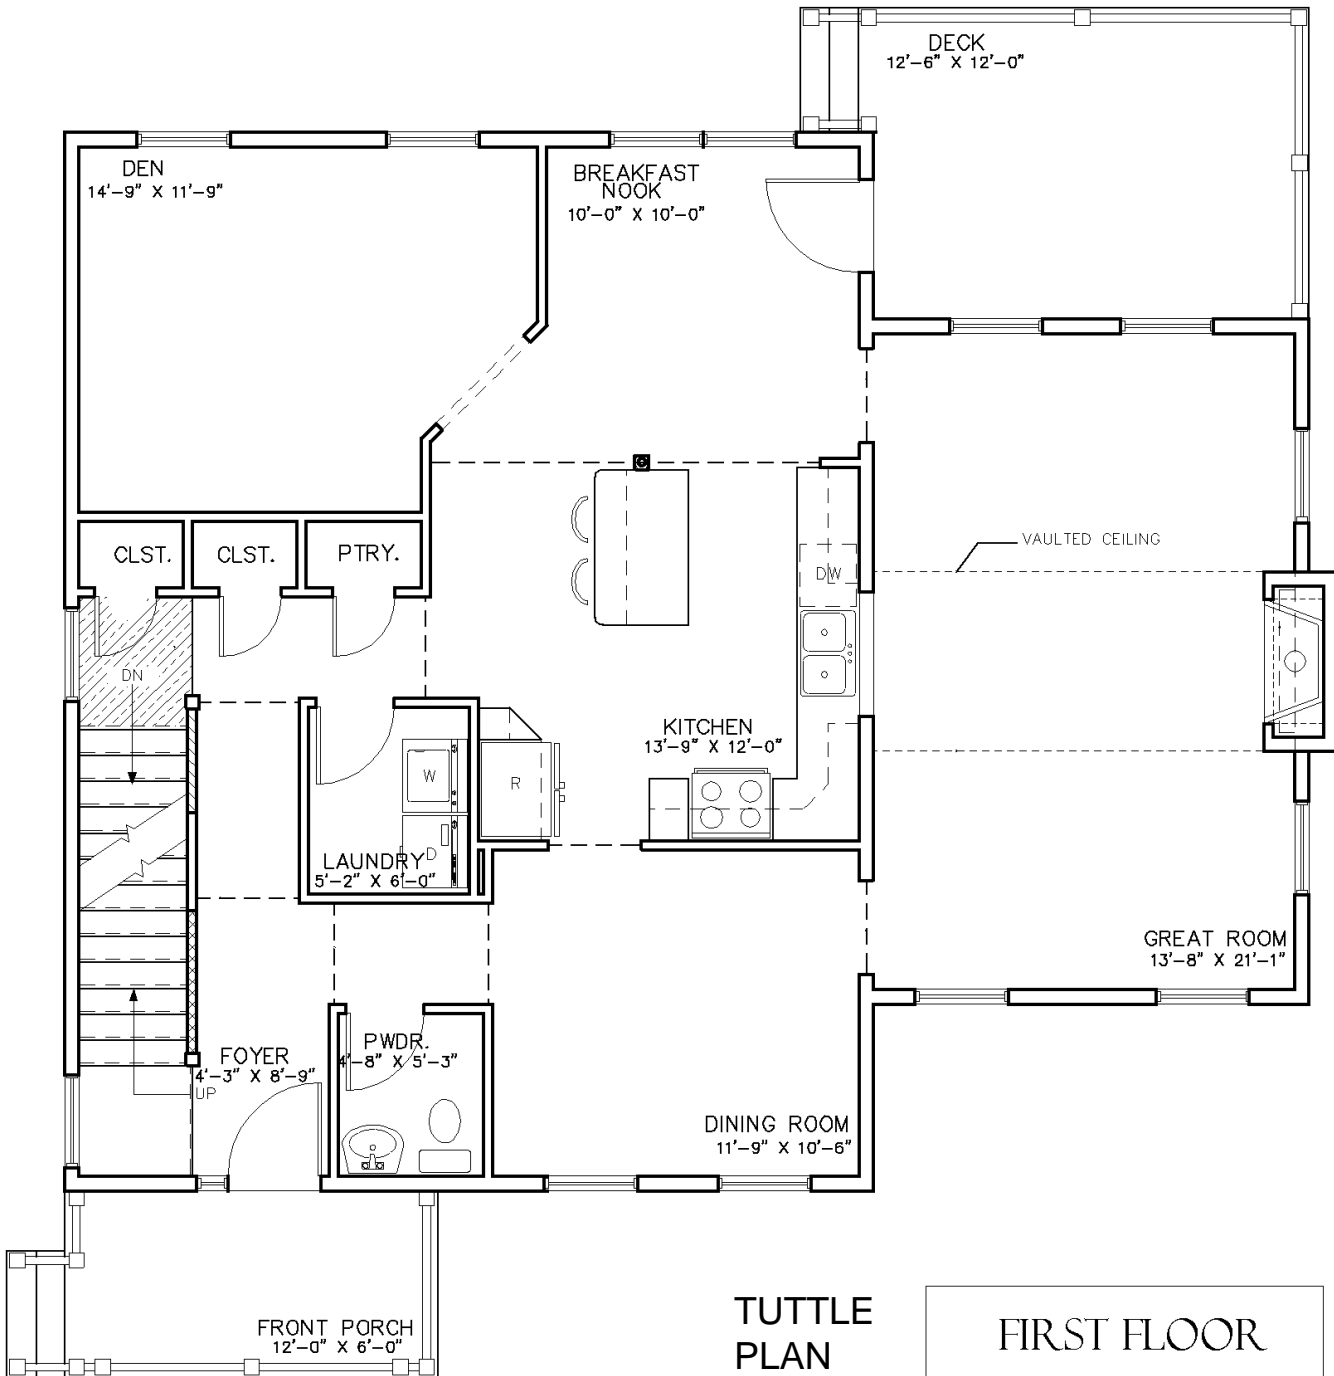 DECK
12'-6" X 12'-0"
DEN
14'-9" X 11'-9"
BREAKFAST
NOOK
10'-0" X 10'-0"
VAULTED CEILING
CLST.
CLST.
PTRY.
DW
DN
KITCHEN
13'-9" X 12'-0"
W
R
D
LAUNDRY
5'-2" X 6'-0"
GREAT ROOM
13'-8" X 21'-1"
FOYER
4'-3" X 8'-9"
UP
PWDR.
4'-8" X 5'-3"
DINING ROOM
11'-9" X 10'-6"
FRONT PORCH
12'-0" X 6'-0"
TUTTLE
PLAN
FIRST FLOOR